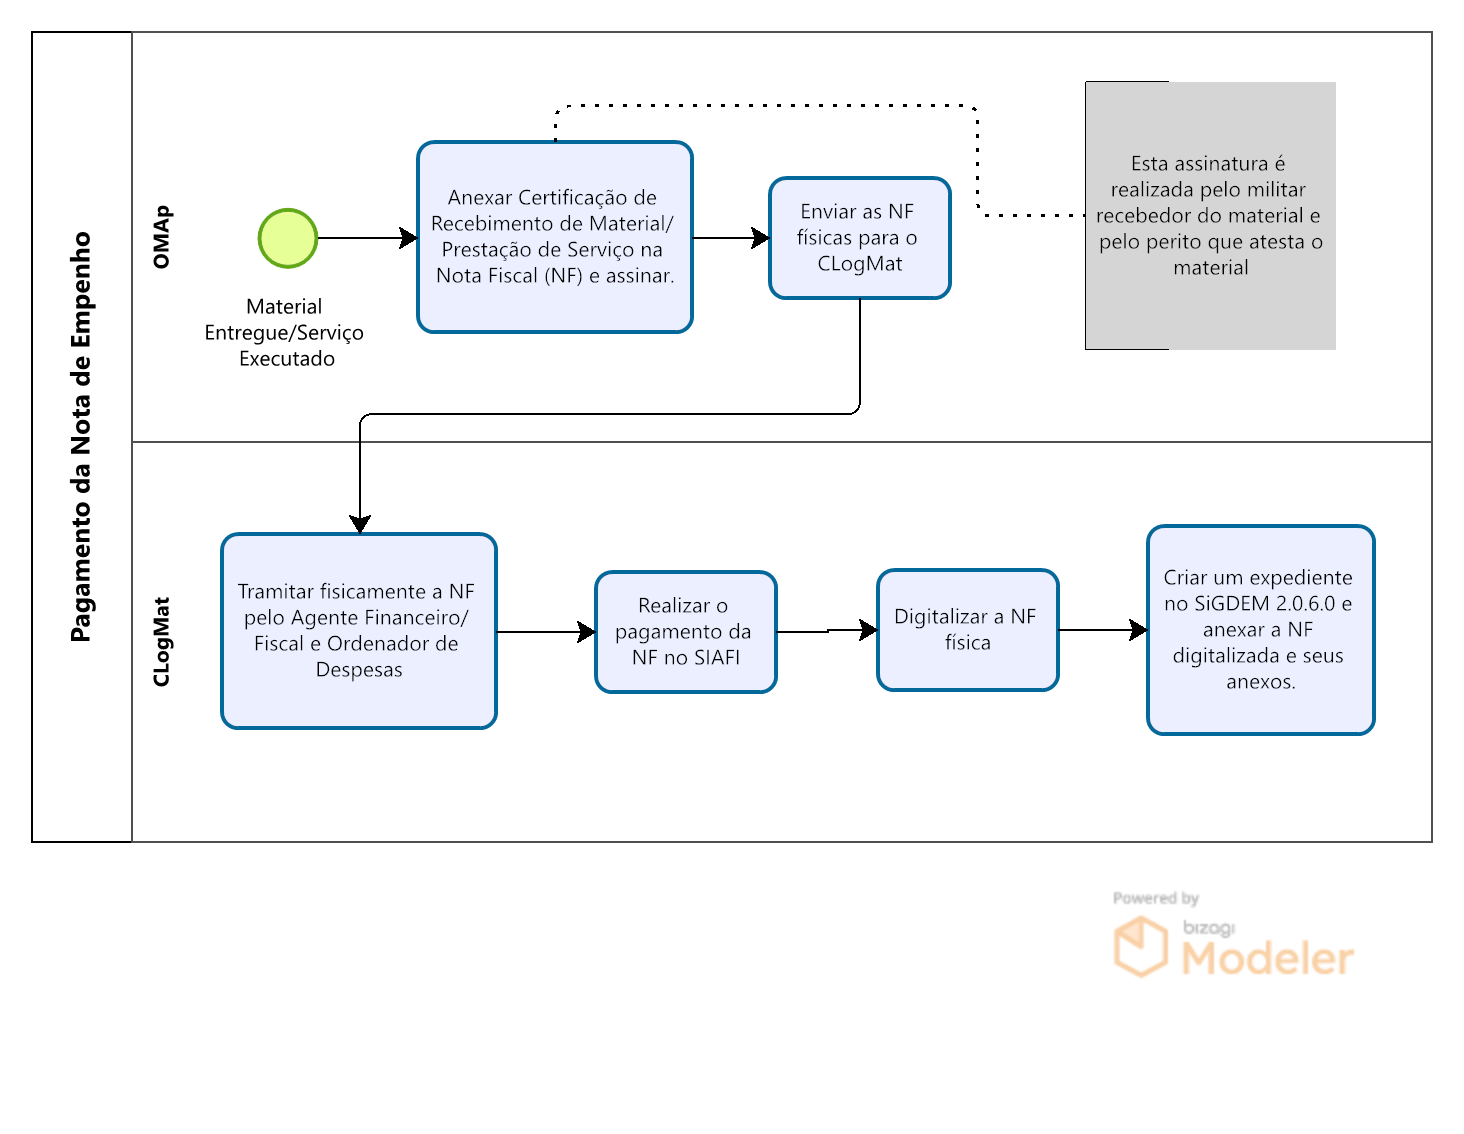 Pagamento da Nota de Empenho
OMAp
Material
Entregue/Serviço
Executado
Anexar Certificação de
Recebimento de Material/
Prestação de Serviço na
Nota Fiscal (NF) e assinar.
Enviar as NF
físicas para o
CLogMat
Esta assinatura é
realizada pelo militar
recebedor do material e
pelo perito que atesta o
material
CLogMat
Tramitar fisicamente a NF
pelo Agente Financeiro/
Fiscal e Ordenador de
Despesas
Realizar o
pagamento da
NF no SIAFI
Digitalizar a NF
física
Criar um expediente
no SiGDEM 2.0.6.0 e
anexar a NF
digitalizada e seus
anexos.
Powered by
bizagi
Modeler